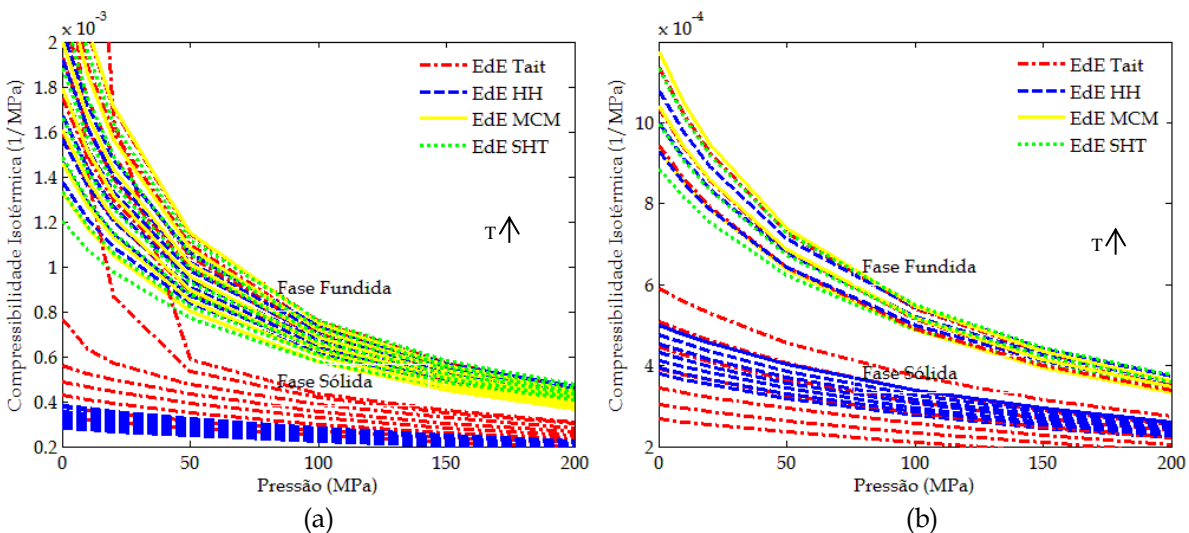 x 10⁻³
2
1.8
1.6
1.4
1.2
1
0.8
0.6
0.4
0.2
Compressibilidade Isotérmica (1/MPa)
EdE Tait
EdE HH
EdE MCM
EdE SHT
T
Fase Fundida
Fase Sólida
0
50
100
150
200
Pressão (MPa)
(a)
x 10⁻⁴
10
8
6
4
2
Compressibilidade Isotérmica (1/MPa)
EdE Tait
EdE HH
EdE MCM
EdE SHT
T
Fase Fundida
Fase Sólida
0
50
100
150
200
Pressão (MPa)
(b)